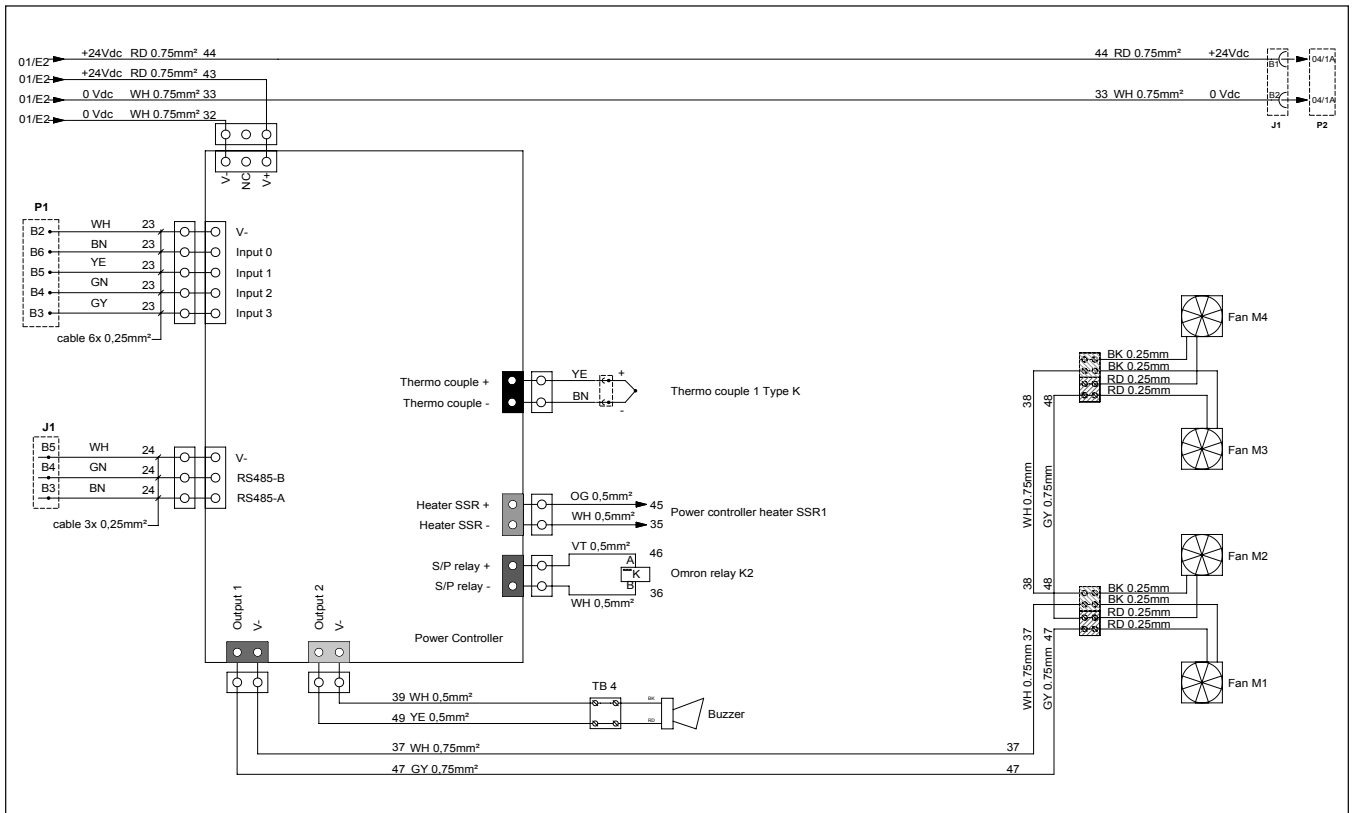 01/E2 +24Vdc RD 0.75mm² 44
44 RD 0.75mm² +24Vdc B1 04/1A
01/E2 +24Vdc RD 0.75mm² 43
01/E2 0 Vdc WH 0.75mm² 33
33 WH 0.75mm² 0 Vdc B2 04/1A
01/E2 0 Vdc WH 0.75mm² 32
J1 P2
V- NC V+
P1
B2 WH 23 V-
B6 BN 23 Input 0
B5 YE 23 Input 1
B4 GN 23 Input 2
B3 GY 23 Input 3
cable 6x 0,25mm²
Thermo couple + YE +
Thermo couple - BN -
Thermo couple 1 Type K
J1
B5 WH 24 V-
B4 GN 24 RS485-B
B3 BN 24 RS485-A
cable 3x 0,25mm²
Heater SSR + OG 0,5mm² 45
Heater SSR - WH 0,5mm² 35
Power controller heater SSR1
S/P relay + VT 0,5mm² 46
A
K
B
Omron relay K2
S/P relay - WH 0,5mm² 36
Output 1 V- Output 2 V-
Power Controller
39 WH 0,5mm² TB 4 BK
49 YE 0,5mm² RD
Buzzer
37 WH 0,75mm² 37
47 GY 0,75mm² 47
Fan M4
BK 0.25mm
BK 0.25mm
RD 0.25mm
RD 0.25mm
Fan M3
38 48
WH 0.75mm
GY 0.75mm
38 48
Fan M2
BK 0.25mm
BK 0.25mm
RD 0.25mm
RD 0.25mm
WH 0.75mm 37
GY 0.75mm 47
Fan M1